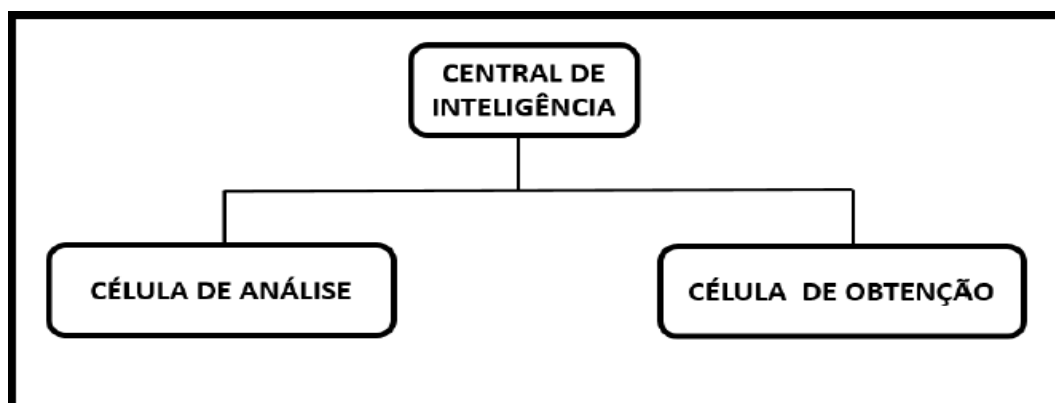 CENTRAL DE
INTELIGÊNCIA
CÉLULA DE ANÁLISE
CÉLULA DE OBTENÇÃO